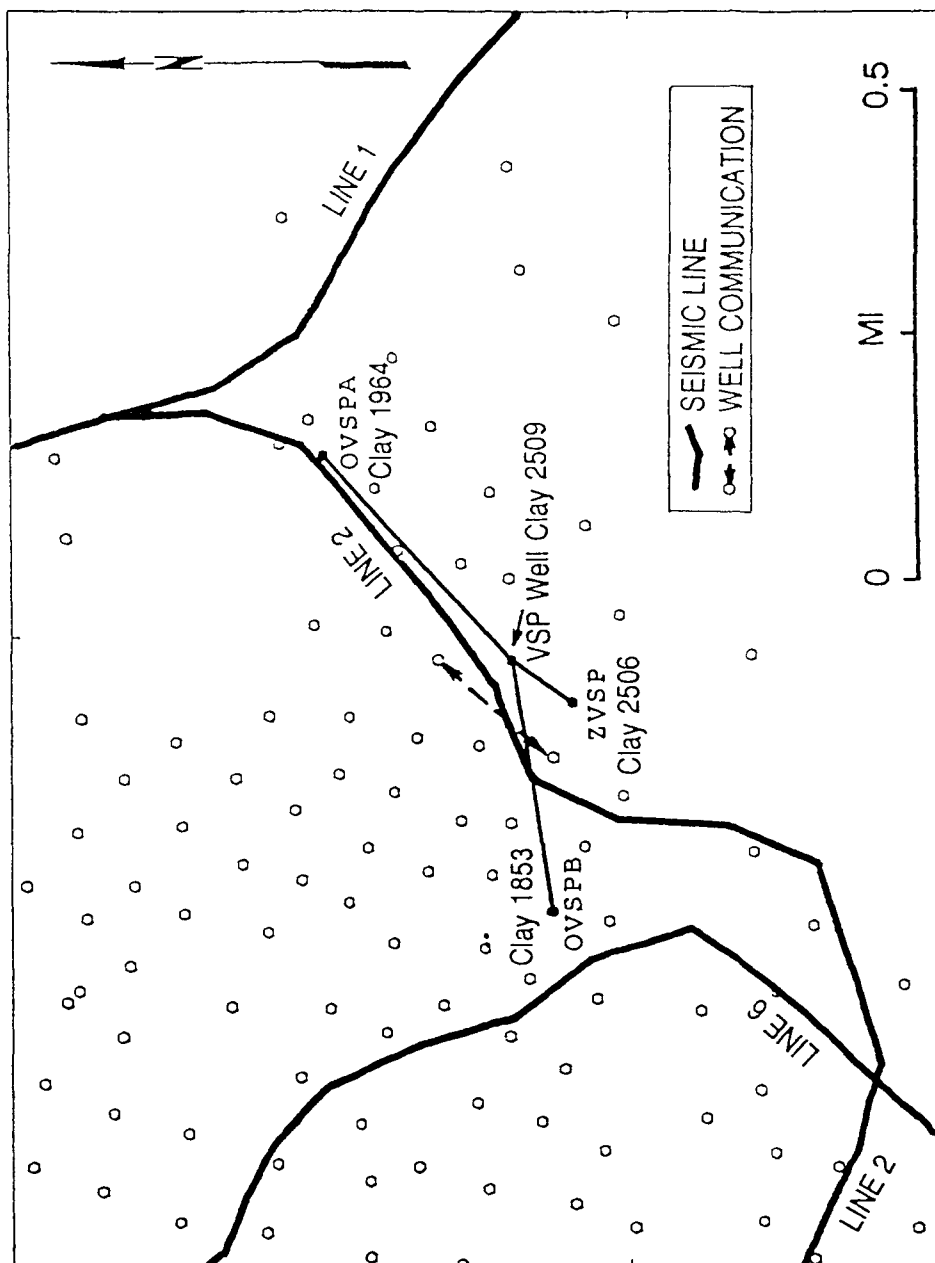 N
LINE 1
OVSPA
Clay 1964
LINE 2
VSP Well Clay 2509
ZVSP
Clay 2506
Clay 1853
OVSPB
LINE 6
LINE 2
SEISMIC LINE
WELL COMMUNICATION
0 MI 0.5